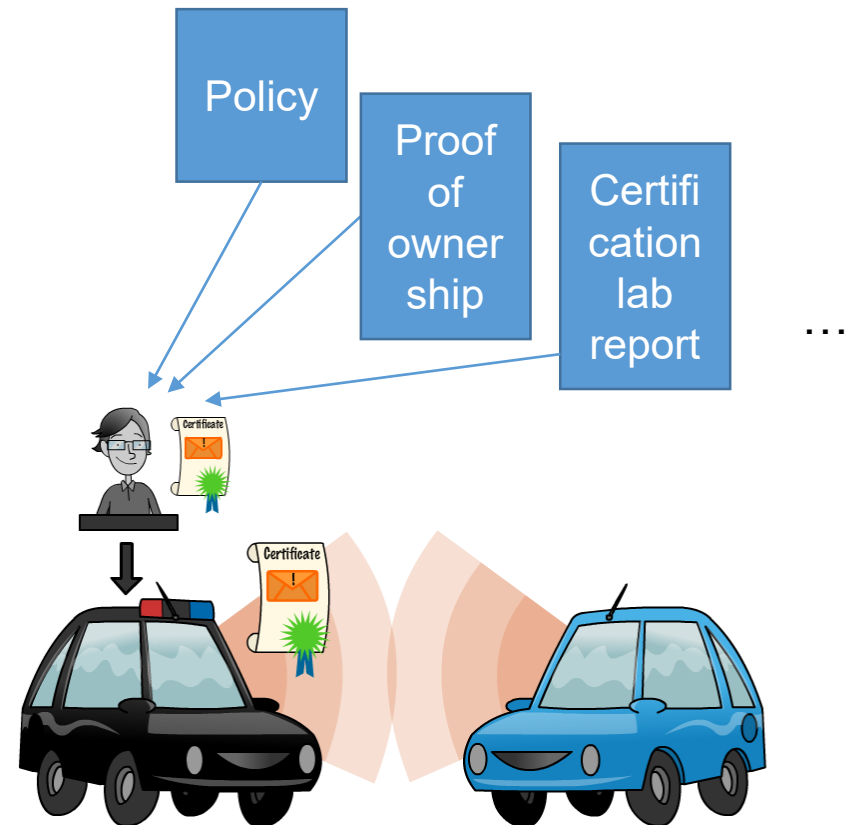 Policy
Proof
of
owner
ship
Certifi
cation
lab
report
...
Certificate
!
Certificate
!